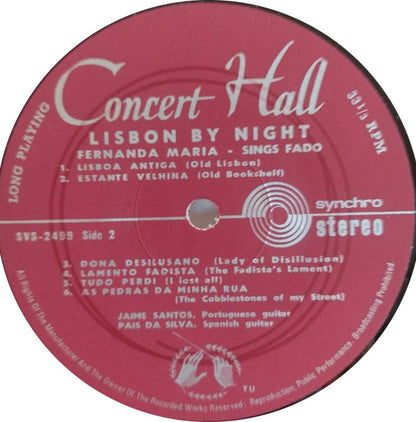 Concert Hall
LONG PLAYING
33 1/3 RPM
LISBON BY NIGHT
FERNANDA MARIA - SINGS FADO
1. LISBOA ANTIGA (Old Lisbon)
2. ESTANTE VELHINA (Old Bookshelf)
synchro
SVS-2499 Side 2
stereo
3. DONA DESILUSANO (Lady of Disillusion)
4. LAMENTO FADISTA (The Fadista's Lament)
5. TUDO PERDI (I lost all)
6. AS PEDRAS DA MINHA RUA
(The Cobblestones of my Street)
JAIME SANTOS, Portuguese guitar
PAIS DA SILVA, Spanish guitar
YU
All Rights Of The Manufacturer And The Owner Of The Recorded Works Reserved - Reproduction, Public Performance, Broadcasting Prohibited